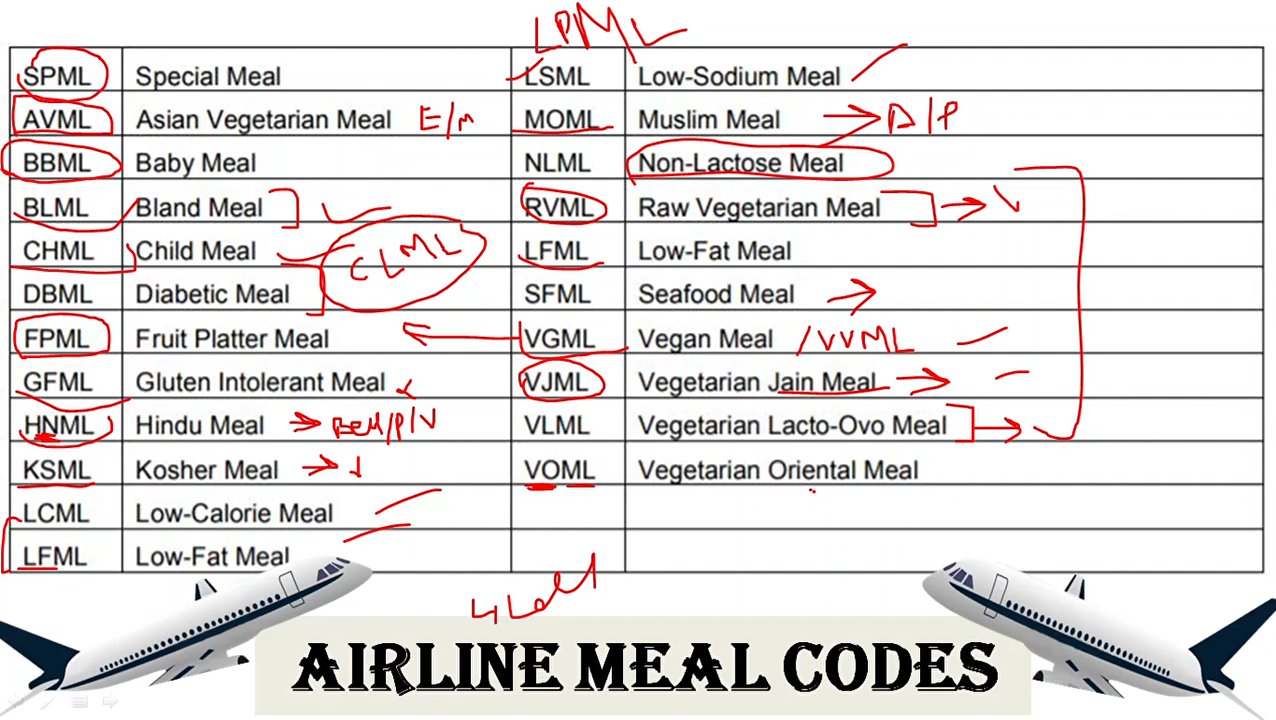 LPML
SPML Special Meal LSML Low-Sodium Meal
AVML Asian Vegetarian Meal E/M MOML Muslim Meal A/P
BBML Baby Meal NLML Non-Lactose Meal
BLML Bland Meal RVML Raw Vegetarian Meal V
CHML Child Meal CLML LFML Low-Fat Meal
DBML Diabetic Meal SFML Seafood Meal
FPML Fruit Platter Meal VGML Vegan Meal /VVML
GFML Gluten Intolerant Meal VJML Vegetarian Jain Meal
HNML Hindu Meal /P/V VLML Vegetarian Lacto-Ovo Meal
KSML Kosher Meal J VOML Vegetarian Oriental Meal
LCML Low-Calorie Meal
LFML Low-Fat Meal
AIRLINE MEAL CODES